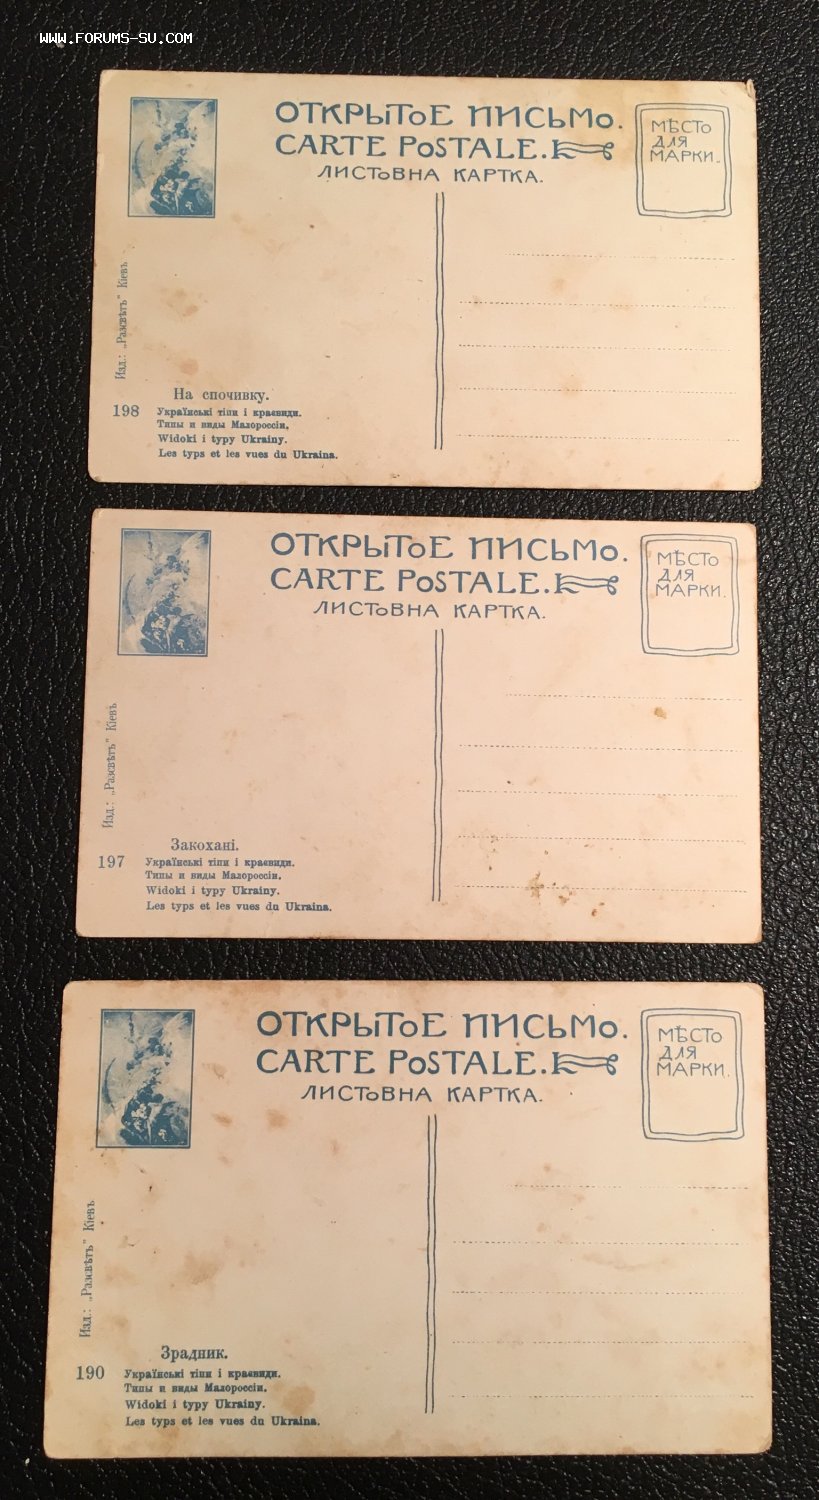 WWW.FORUMS-SU.COM
ОТКРЫТОЕ ПИСЬМО.
CARTE POSTALE.
ЛИСТОВНА КАРТКА.
МѢСТО
ДЛЯ
МАРКИ.
Изд.: „Разсвѣтъ" Кіевъ
На спочивку.
198
Українські тіпи і краєвиди.
Типы и виды Малороссіи.
Widoki i typy Ukrainy.
Les typs et les vues du Ukraina.
ОТКРЫТОЕ ПИСЬМО.
CARTE POSTALE.
ЛИСТОВНА КАРТКА.
МѢСТО
ДЛЯ
МАРКИ.
Изд.: „Разсвѣтъ" Кіевъ
Закохані.
197
Українські тіпи і краєвиди.
Типы и виды Малороссіи.
Widoki i typy Ukrainy.
Les typs et les vues du Ukraina.
ОТКРЫТОЕ ПИСЬМО.
CARTE POSTALE.
ЛИСТОВНА КАРТКА.
МѢСТО
ДЛЯ
МАРКИ.
Изд.: „Разсвѣтъ" Кіевъ
Зрадник.
190
Українські тіпи і краєвиди.
Типы и виды Малороссіи.
Widoki i typy Ukrainy.
Les typs et les vues du Ukraina.